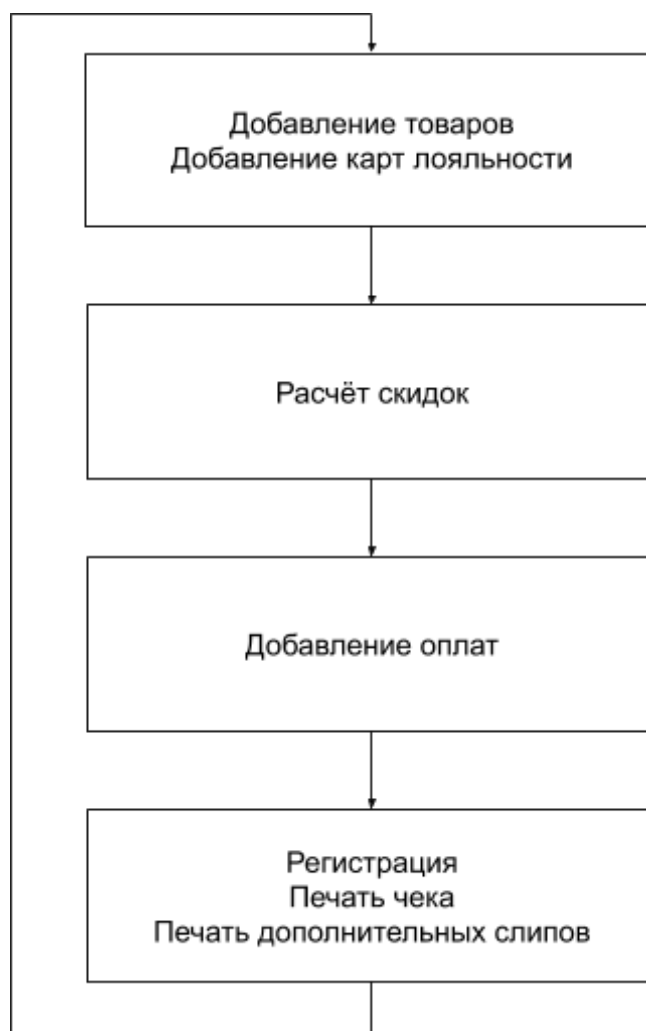 Добавление товаров
Добавление карт лояльности
Расчёт скидок
Добавление оплат
Регистрация
Печать чека
Печать дополнительных слипов